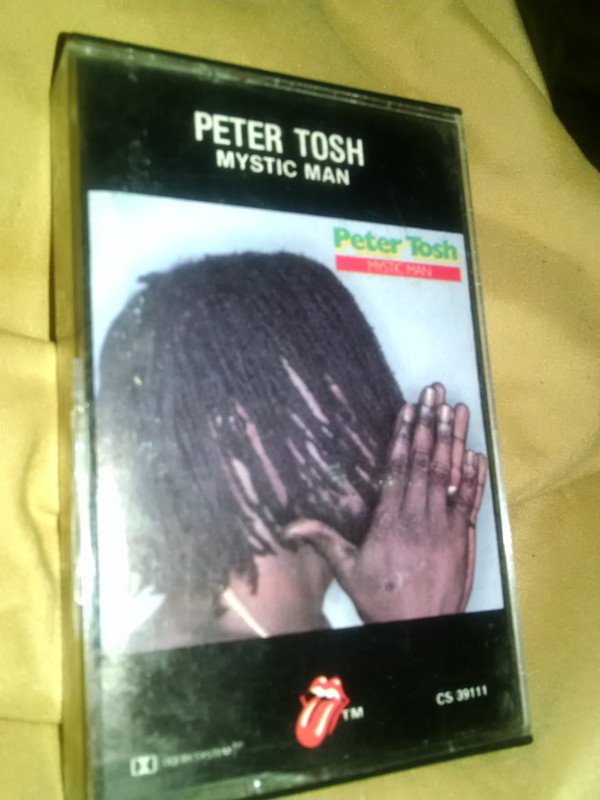 PETER TOSH
MYSTIC MAN
Peter Tosh
MYSTIC MAN
TM
CS 39111